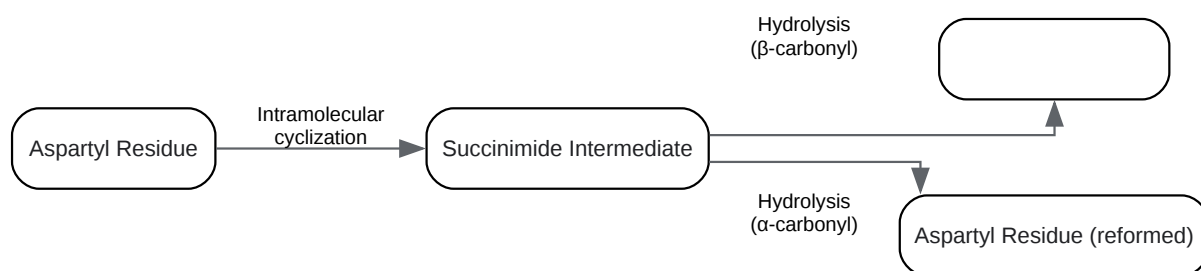 Hydrolysis
(β-carbonyl)
Intramolecular
cyclization
Aspartyl Residue
Succinimide Intermediate
Hydrolysis
(α-carbonyl)
Aspartyl Residue (reformed)